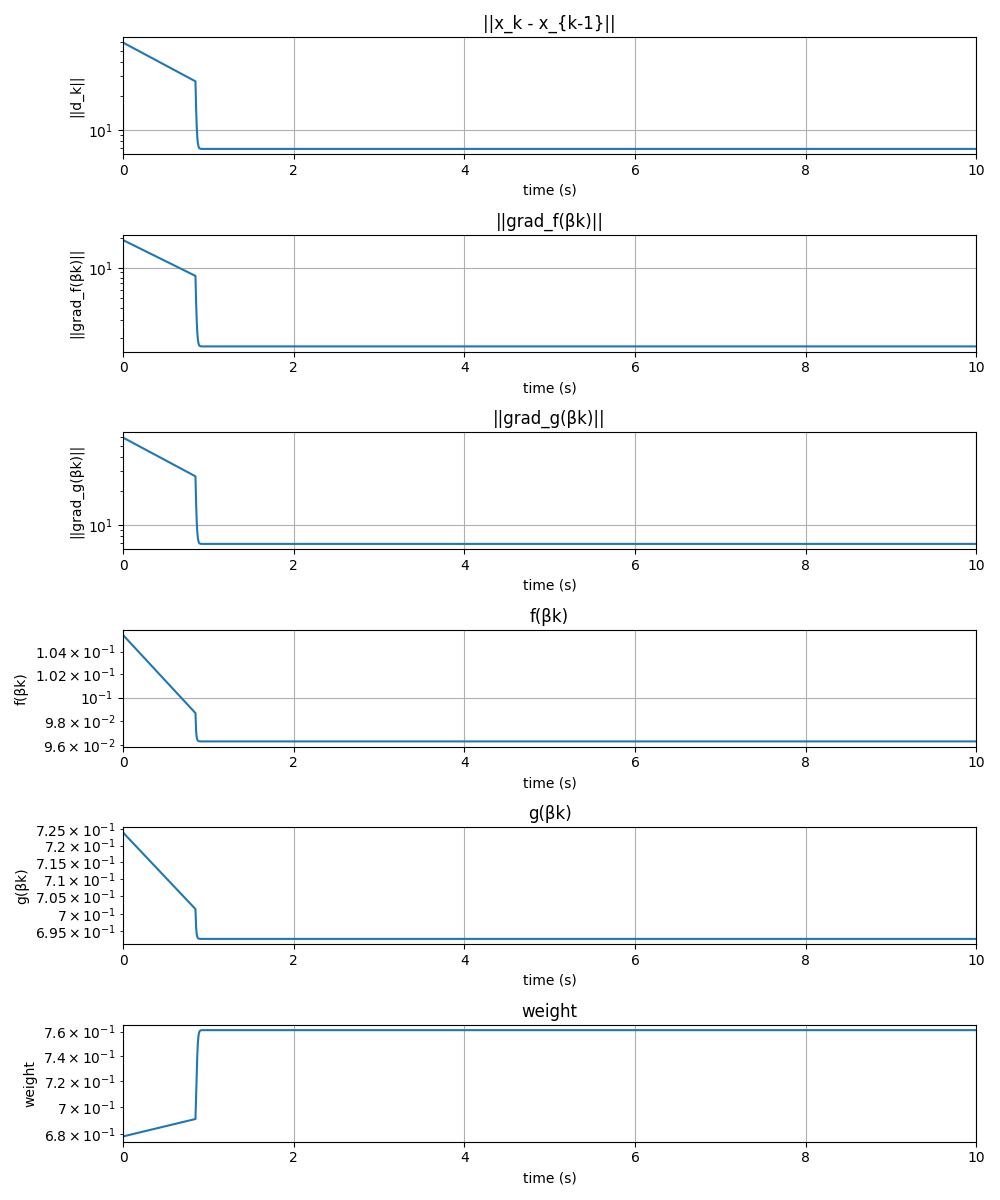 ||x_k - x_{k-1}||
||d_k||
10¹
0 2 4 6 8 10
time (s)
||grad_f(βk)||
||grad_f(βk)||
10¹
0 2 4 6 8 10
time (s)
||grad_g(βk)||
||grad_g(βk)||
10¹
0 2 4 6 8 10
time (s)
f(βk)
f(βk)
1.04 × 10⁻¹
1.02 × 10⁻¹
10⁻¹
9.8 × 10⁻²
9.6 × 10⁻²
0 2 4 6 8 10
time (s)
g(βk)
g(βk)
7.25 × 10⁻¹
7.2 × 10⁻¹
7.15 × 10⁻¹
7.1 × 10⁻¹
7.05 × 10⁻¹
7 × 10⁻¹
6.95 × 10⁻¹
0 2 4 6 8 10
time (s)
weight
weight
7.6 × 10⁻¹
7.4 × 10⁻¹
7.2 × 10⁻¹
7 × 10⁻¹
6.8 × 10⁻¹
0 2 4 6 8 10
time (s)